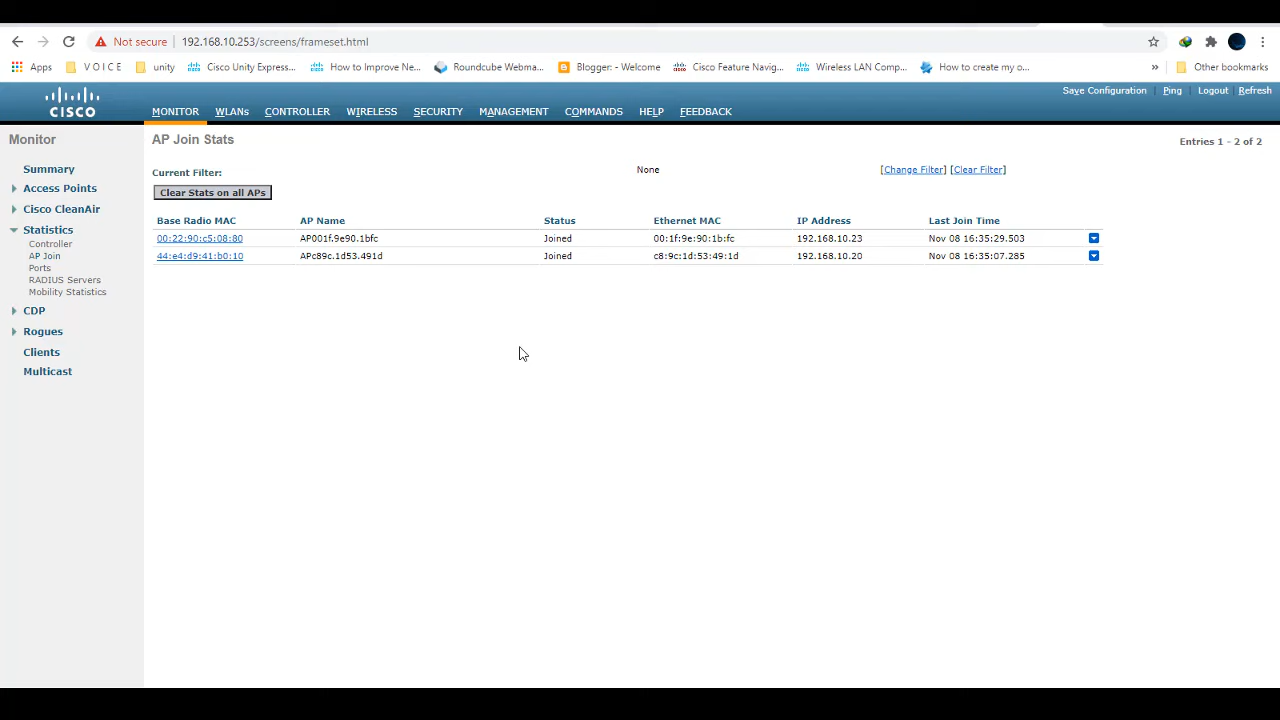 Not secure 192.168.10.253/screens/frameset.html
Apps V O I C E unity Cisco Unity Express... How to Improve Ne... Roundcube Webma... Blogger: - Welcome Cisco Feature Navig... Wireless LAN Comp... How to create my o... » Other bookmarks
Save Configuration | Ping | Logout | Refresh
CISCO
MONITOR WLANs CONTROLLER WIRELESS SECURITY MANAGEMENT COMMANDS HELP FEEDBACK
Monitor
Summary
Access Points
Cisco CleanAir
Statistics
Controller
AP Join
Ports
RADIUS Servers
Mobility Statistics
CDP
Rogues
Clients
Multicast
AP Join Stats
Entries 1 - 2 of 2
Current Filter: None [Change Filter] [Clear Filter]
Clear Stats on all APs
Base Radio MAC AP Name Status Ethernet MAC IP Address Last Join Time
00:22:90:c5:08:80 AP001f.9e90.1bfc Joined 00:1f:9e:90:1b:fc 192.168.10.23 Nov 08 16:35:29.503
44:e4:d9:41:b0:10 APc89c.1d53.491d Joined c8:9c:1d:53:49:1d 192.168.10.20 Nov 08 16:35:07.285